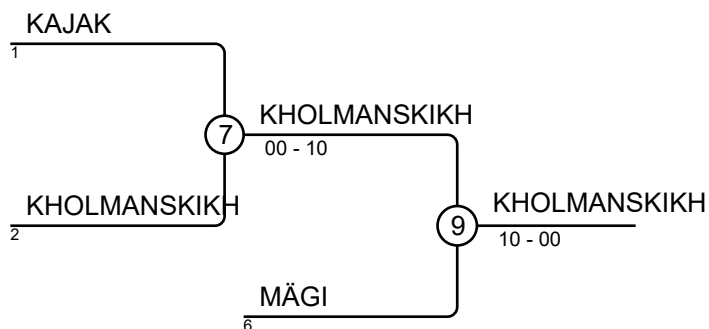 KAJAK
1
7
KHOLMANSKIKH
00 - 10
KHOLMANSKIKH
2
9
KHOLMANSKIKH
10 - 00
MÄGI
6